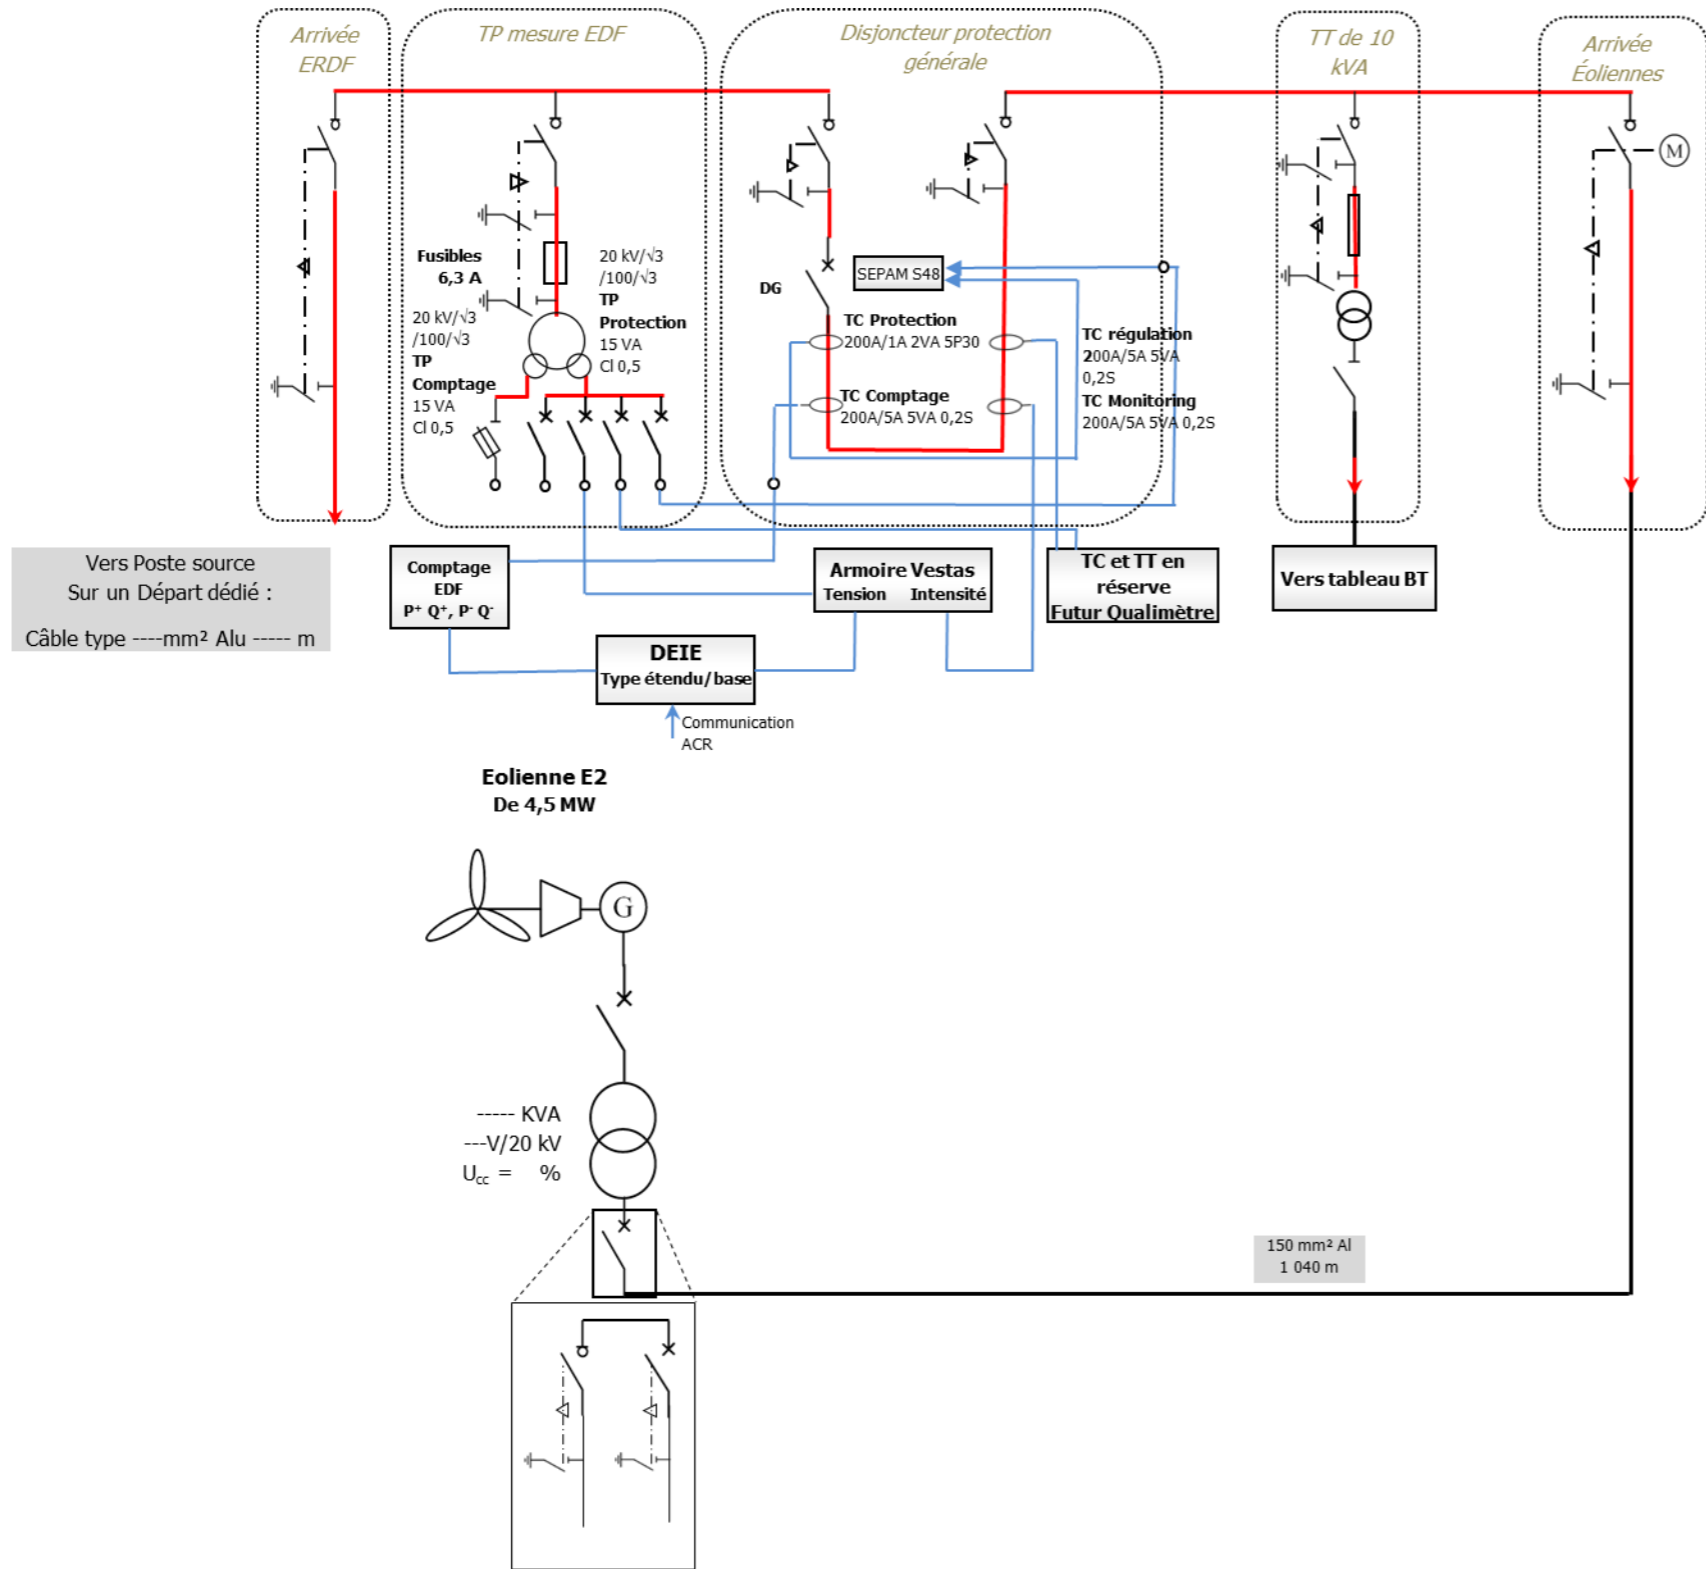 Arrivée
ERDF
TP mesure EDF
Disjoncteur protection
générale
TT de 10
kVA
Arrivée
Éoliennes
M
Fusibles
6,3 A
20 kV/√3
/100/√3
TP
Protection
15 VA
Cl 0,5
20 kV/√3
/100/√3
TP
Comptage
15 VA
Cl 0,5
DG
SEPAM S48
TC Protection
200A/1A 2VA 5P30
TC Comptage
200A/5A 5VA 0,2S
TC régulation
2
200A/5A 5VA
0,2S
TC Monitoring
200A/5A 5VA 0,2S
Vers Poste source
Sur un Départ dédié :
Câble type ----mm² Alu ----- m
Comptage
EDF
P⁺ Q⁺, P⁻ Q⁻
Armoire Vestas
Tension Intensité
TC et TT en
réserve
Futur Qualimètre
Vers tableau BT
DEIE
Type étendu/base
Communication
ACR
Eolienne E2
De 4,5 MW
G
----- KVA
---V/20 kV
Ucc = %
150 mm² Al
1 040 m